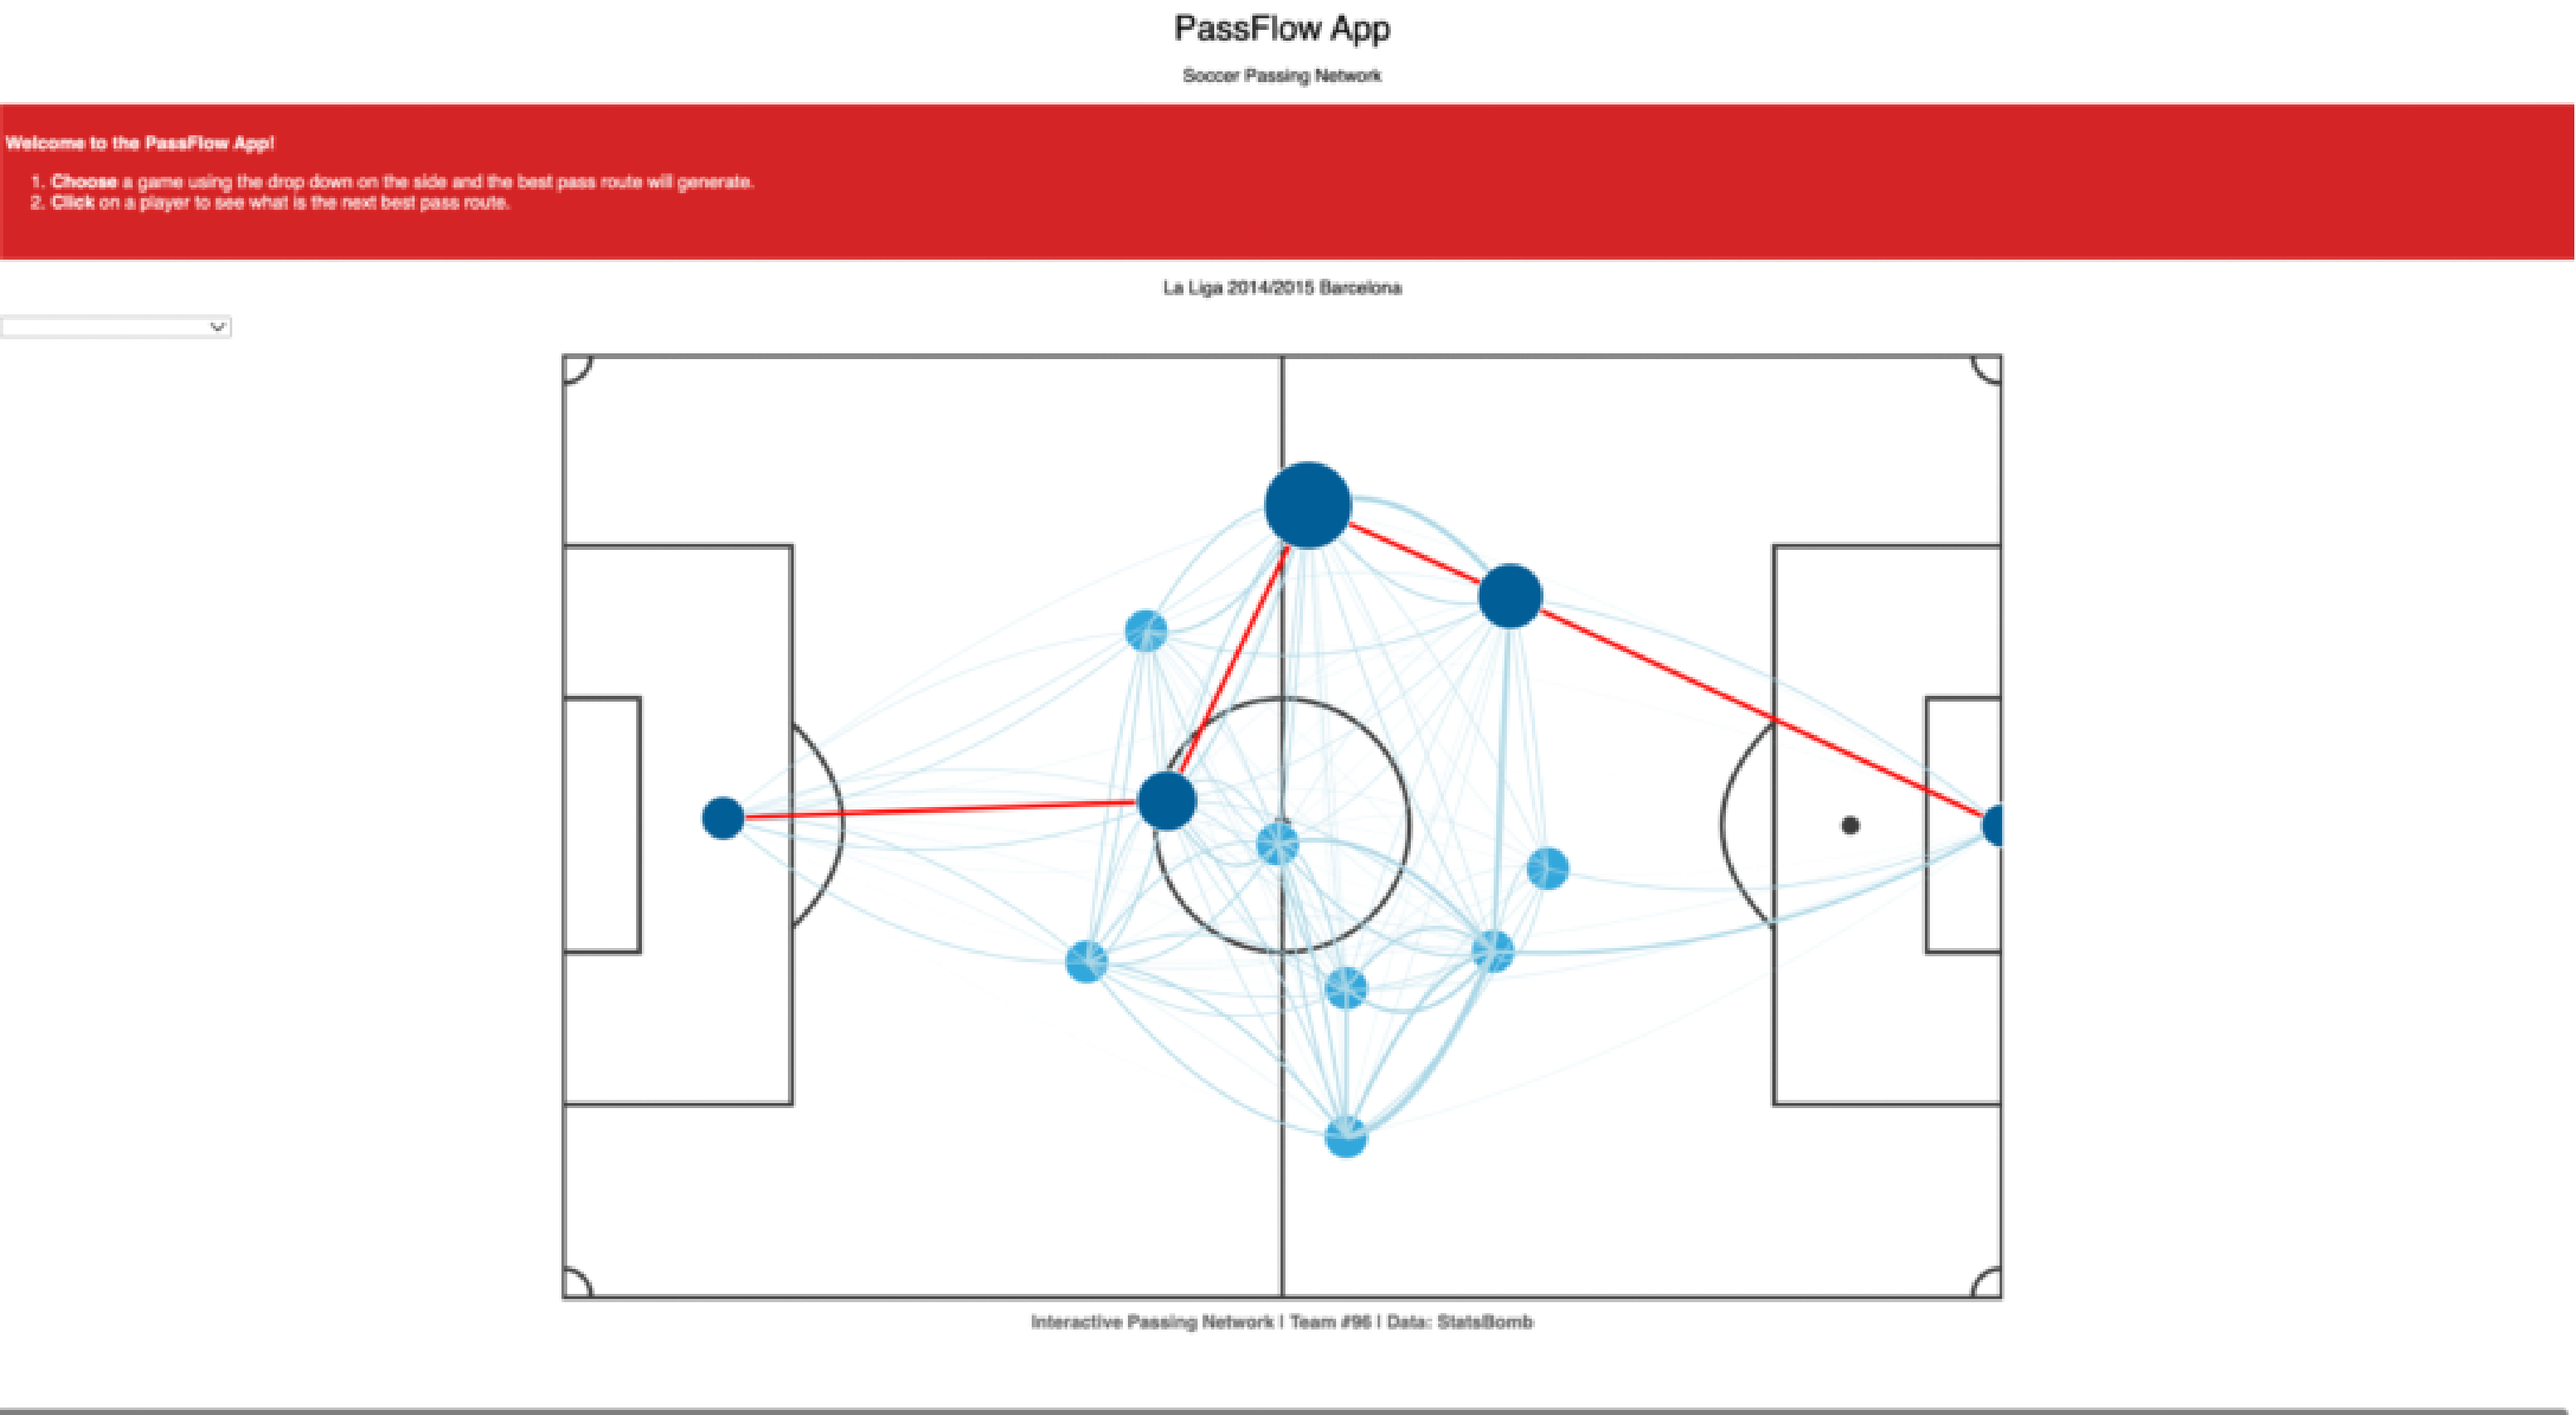 PassFlow App
Soccer Passing Network
Welcome to the PassFlow App!
1. Choose a game using the drop down on the side and the best pass route will generate.
2. Click on a player to see what is the next best pass route.
La Liga 2014/2015 Barcelona
Interactive Passing Network | Team #96 | Data: StatsBomb